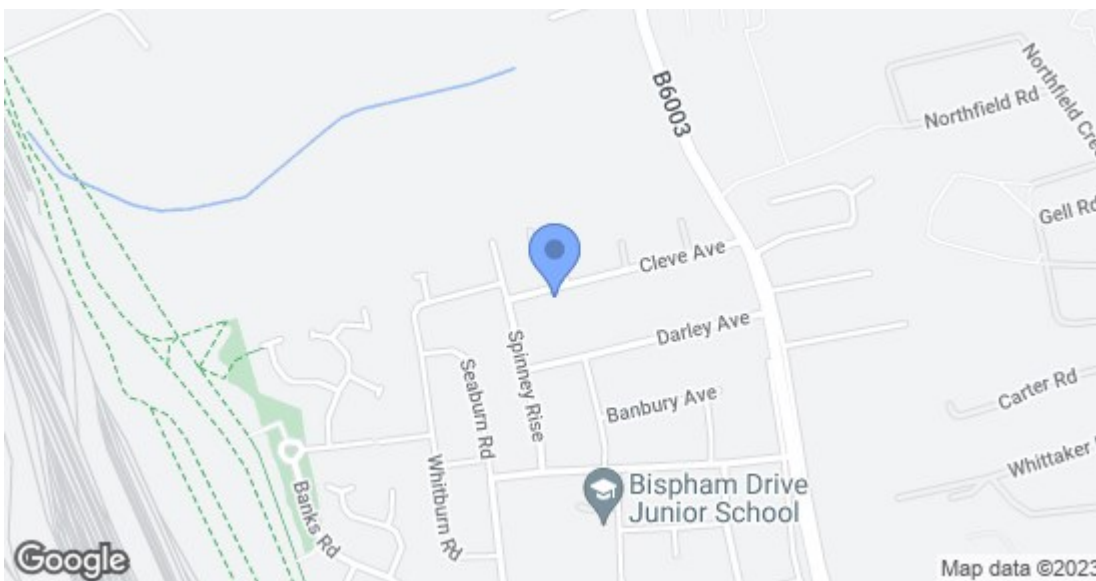 B6003
Northfield Rd
Northfield Cre
Gell Rd
Cleve Ave
Darley Ave
Spinney Rise
Seaburn Rd
Banbury Ave
Carter Rd
Whittaker
Whitburn Rd
Banks Rd
Bispham Drive
Junior School
Google
Map data ©2023